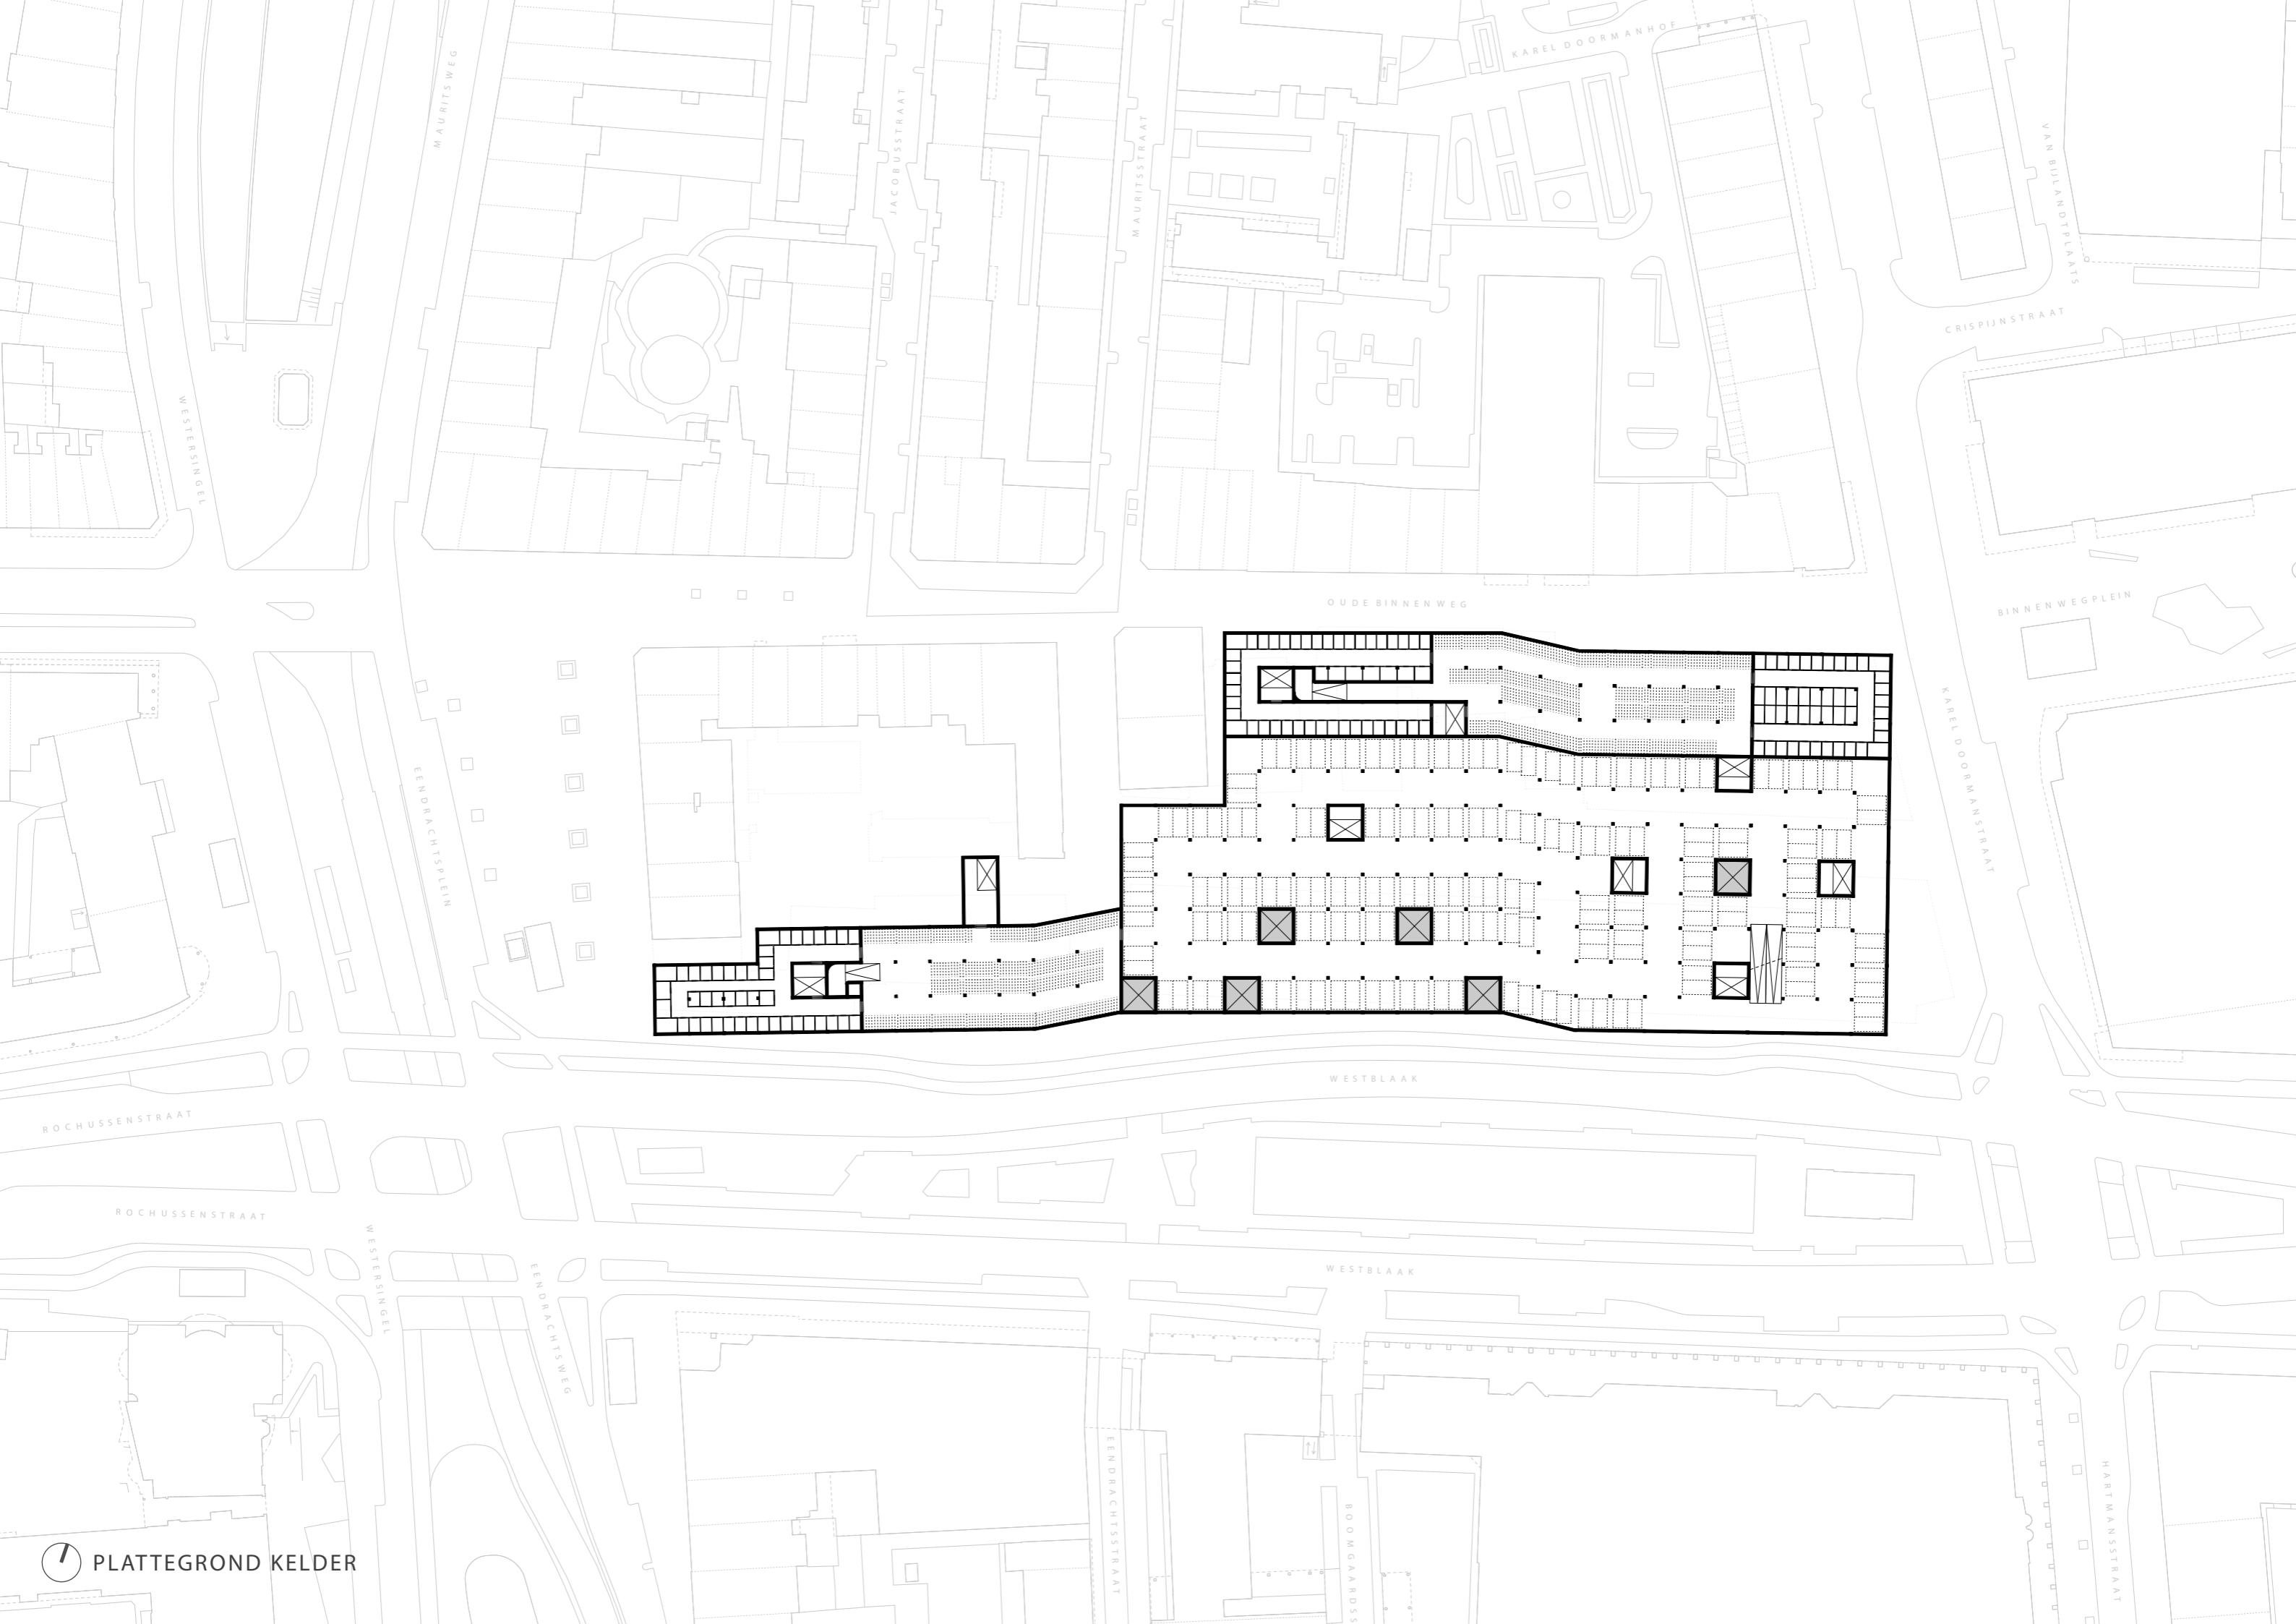 KAREL DOORMANHOF
MAURITSWEG
JACOBUSSTRAAT
MAURITSSTRAAT
VAN BIJLANDTPLAATS
CRISPIJNSTRAAT
WESTERSINGEL
OUDE BINNENWEG
BINNENWEGPLEIN
KAREL DOORMANSTRAAT
EENDRACHTSPLEIN
WESTBLAAK
ROCHUSSENSTRAAT
ROCHUSSENSTRAAT
WESTERSINGEL
EENDRACHTSWEG
WESTBLAAK
EENDRACHTSSTRAAT
BOOMGAARDSS
HARTMANSSTRAAT
PLATTEGROND KELDER